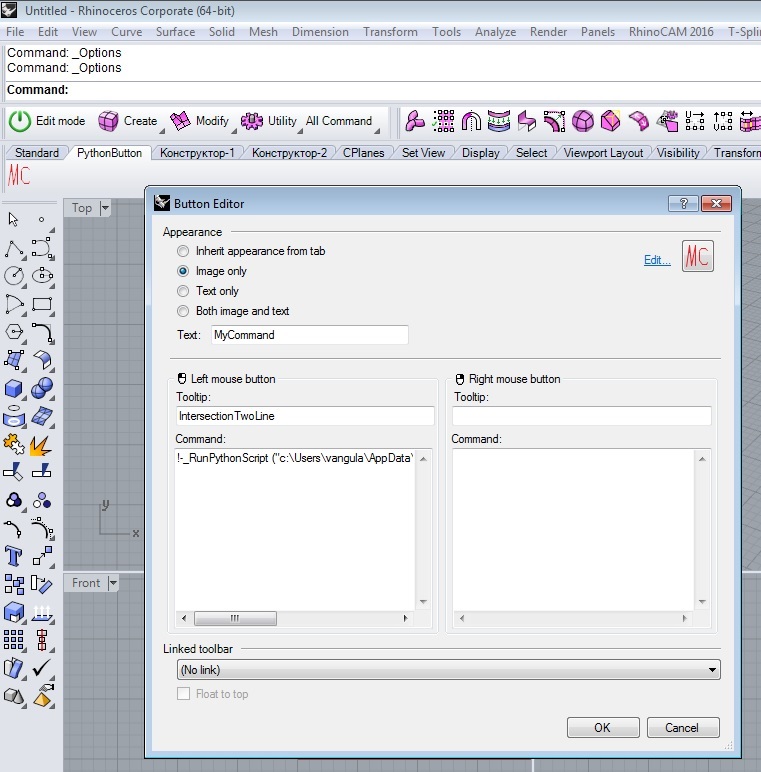 Untitled - Rhinoceros Corporate (64-bit)
File Edit View Curve Surface Solid Mesh Dimension Transform Tools Analyze Render Panels RhinoCAM 2016 T-Spli
Command: _Options
Command: _Options
Command:
Edit mode Create Modify Utility All Command
Standard PythonButton Конструктор-1 Конструктор-2 CPlanes Set View Display Select Viewport Layout Visibility Transform
MC
Top
Button Editor
Appearance
Inherit appearance from tab
Edit... MC
Image only
Text only
Both image and text
Text: MyCommand
Left mouse button
Tooltip:
IntersectionTwoLine
Command:
!-_RunPythonScript ("c:\Users\vangula\AppData\
Right mouse button
Tooltip:
Command:
y
x
Front
Linked toolbar
(No link)
Float to top
OK Cancel